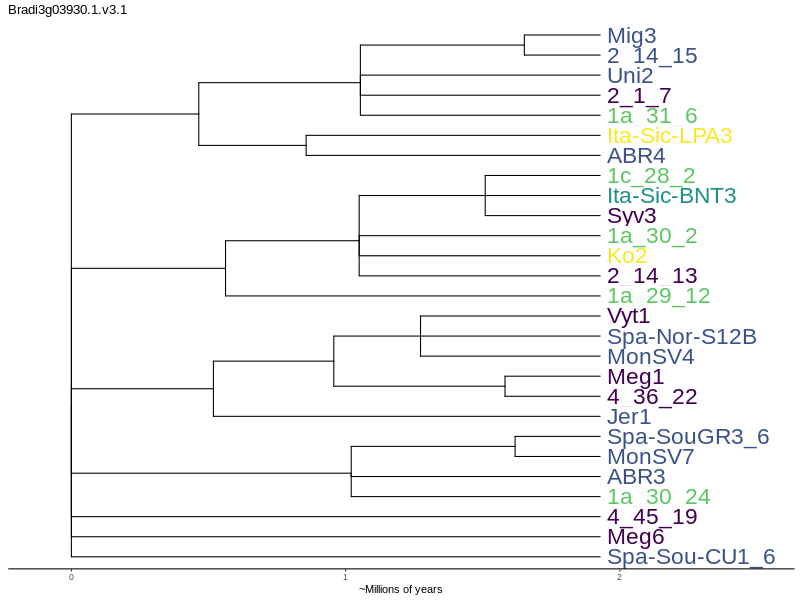 Bradi3g03930.1.v3.1
Mig3
2_14_15
Uni2
2_1_7
1a_31_6
Ita-Sic-LPA3
ABR4
1c_28_2
Ita-Sic-BNT3
Syv3
1a_30_2
Ko2
2_14_13
1a_29_12
Vyt1
Spa-Nor-S12B
MonSV4
Meg1
4_36_22
Jer1
Spa-SouGR3_6
MonSV7
ABR3
1a_30_24
4_45_19
Meg6
Spa-Sou-CU1_6
0 1 2
~Millions of years